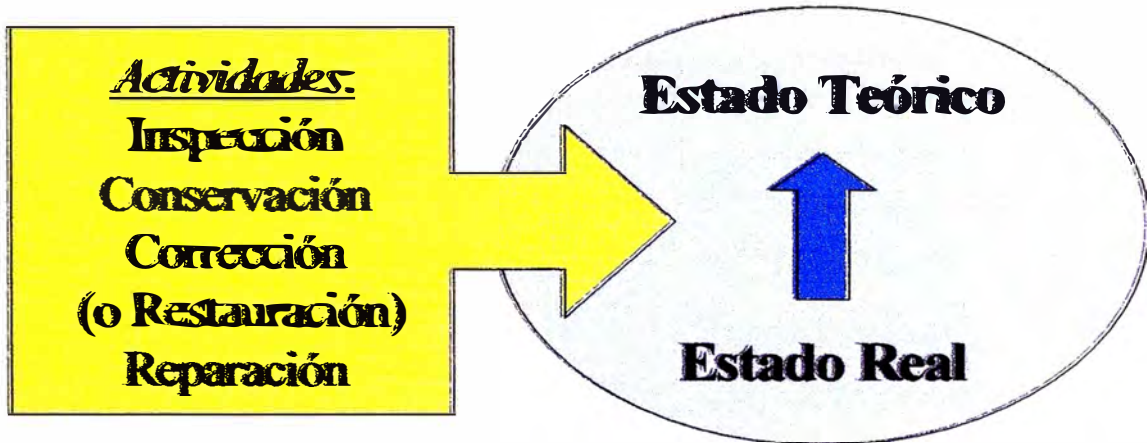 Actividades:
Inspección
Conservación
Corrección
(o Restauración)
Reparación
Estado Teórico
Estado Real